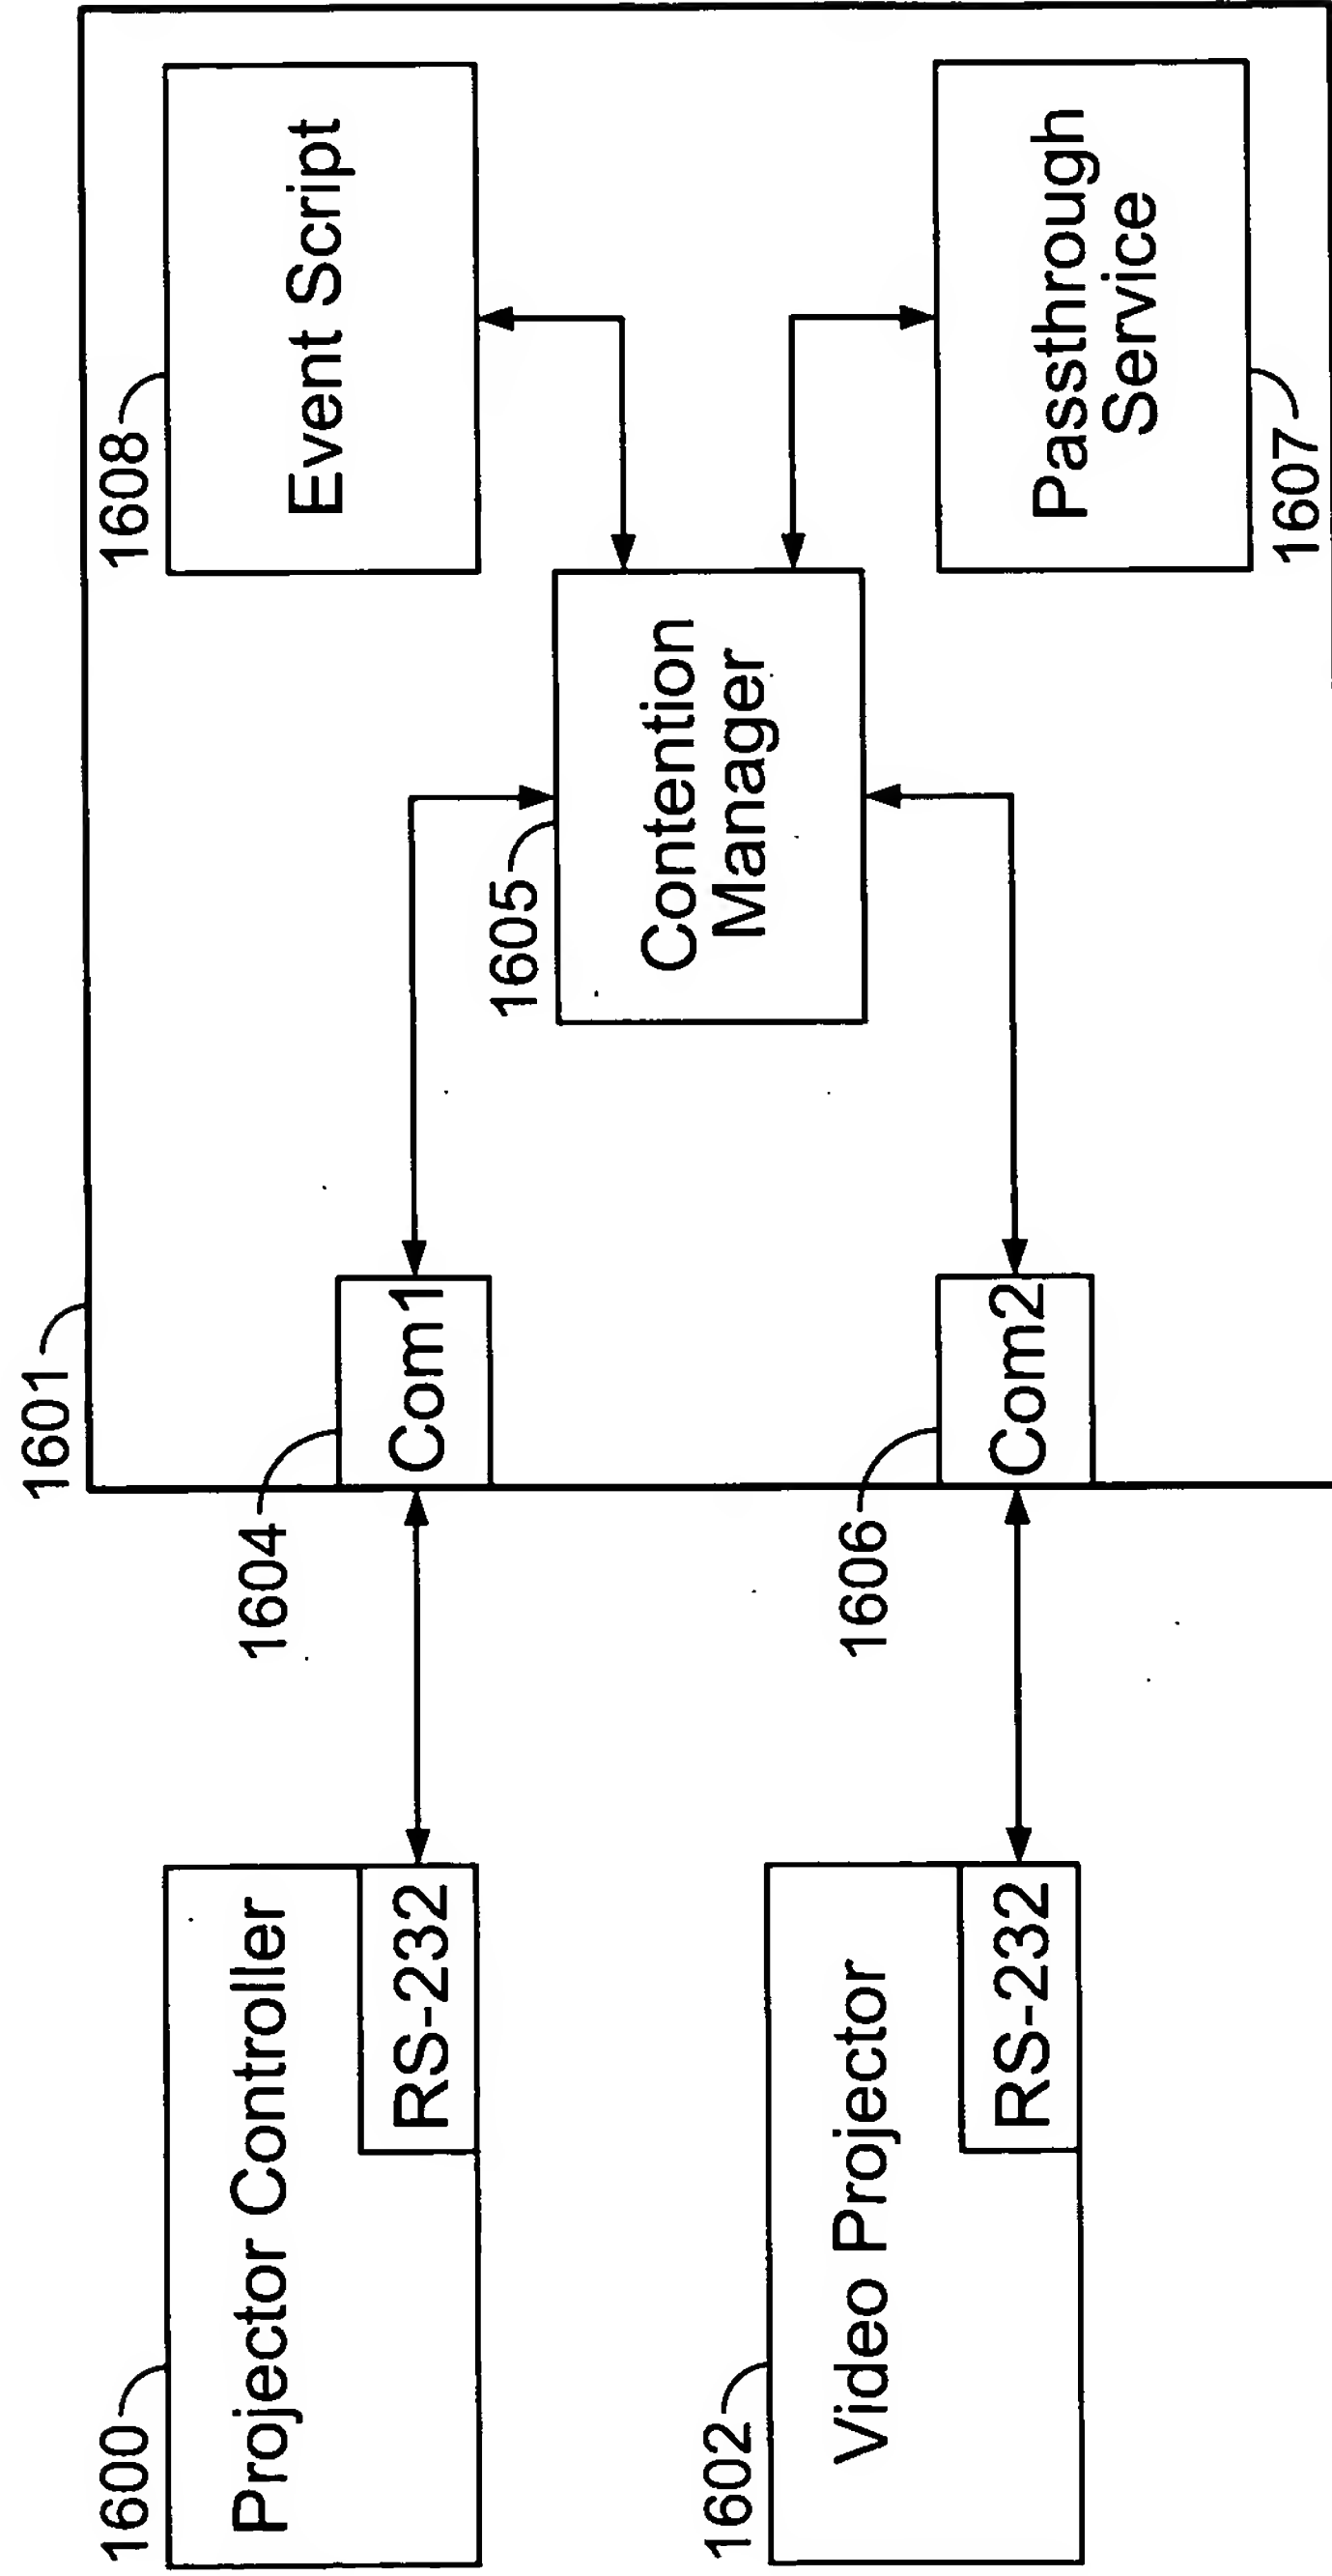 1600
Projector Controller
RS-232
1602
Video Projector
RS-232
1601
1604
Com1
1606
Com2
1605
Contention
Manager
1608
Event Script
Passthrough
Service
1607